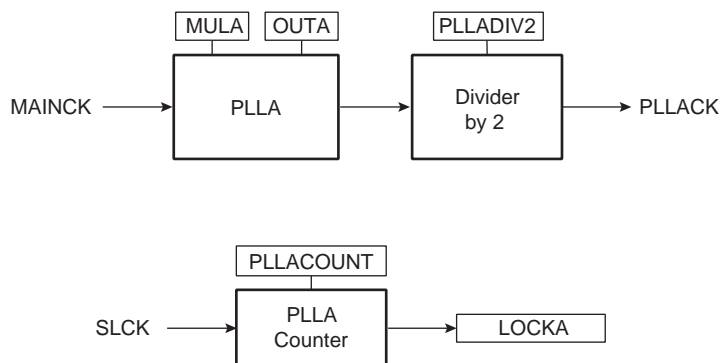 MULA OUTA PLLADIV2
MAINCK PLLA Divider
by 2 PLLACK
PLLACOUNT
SLCK PLLA
Counter LOCKA